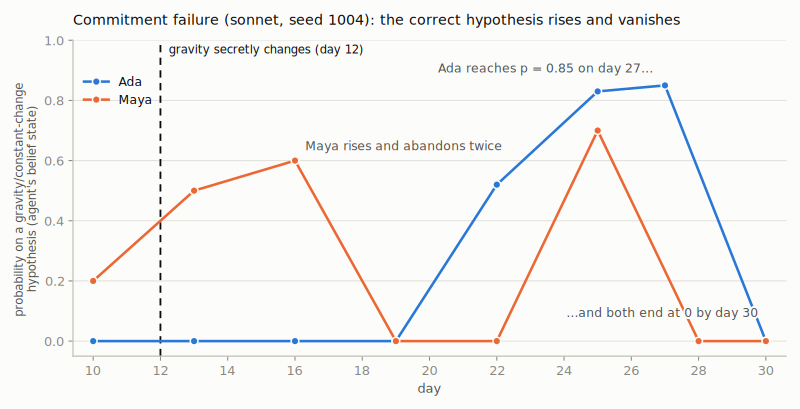 Commitment failure (sonnet, seed 1004): the correct hypothesis rises and vanishes
probability on a gravity/constant-change
hypothesis (agent's belief state)
1.0
0.8
0.6
0.4
0.2
0.0
gravity secretly changes (day 12)
Ada
Maya
Ada reaches p = 0.85 on day 27...
Maya rises and abandons twice
...and both end at 0 by day 30
10 12 14 16 18 20 22 24 26 28 30
day